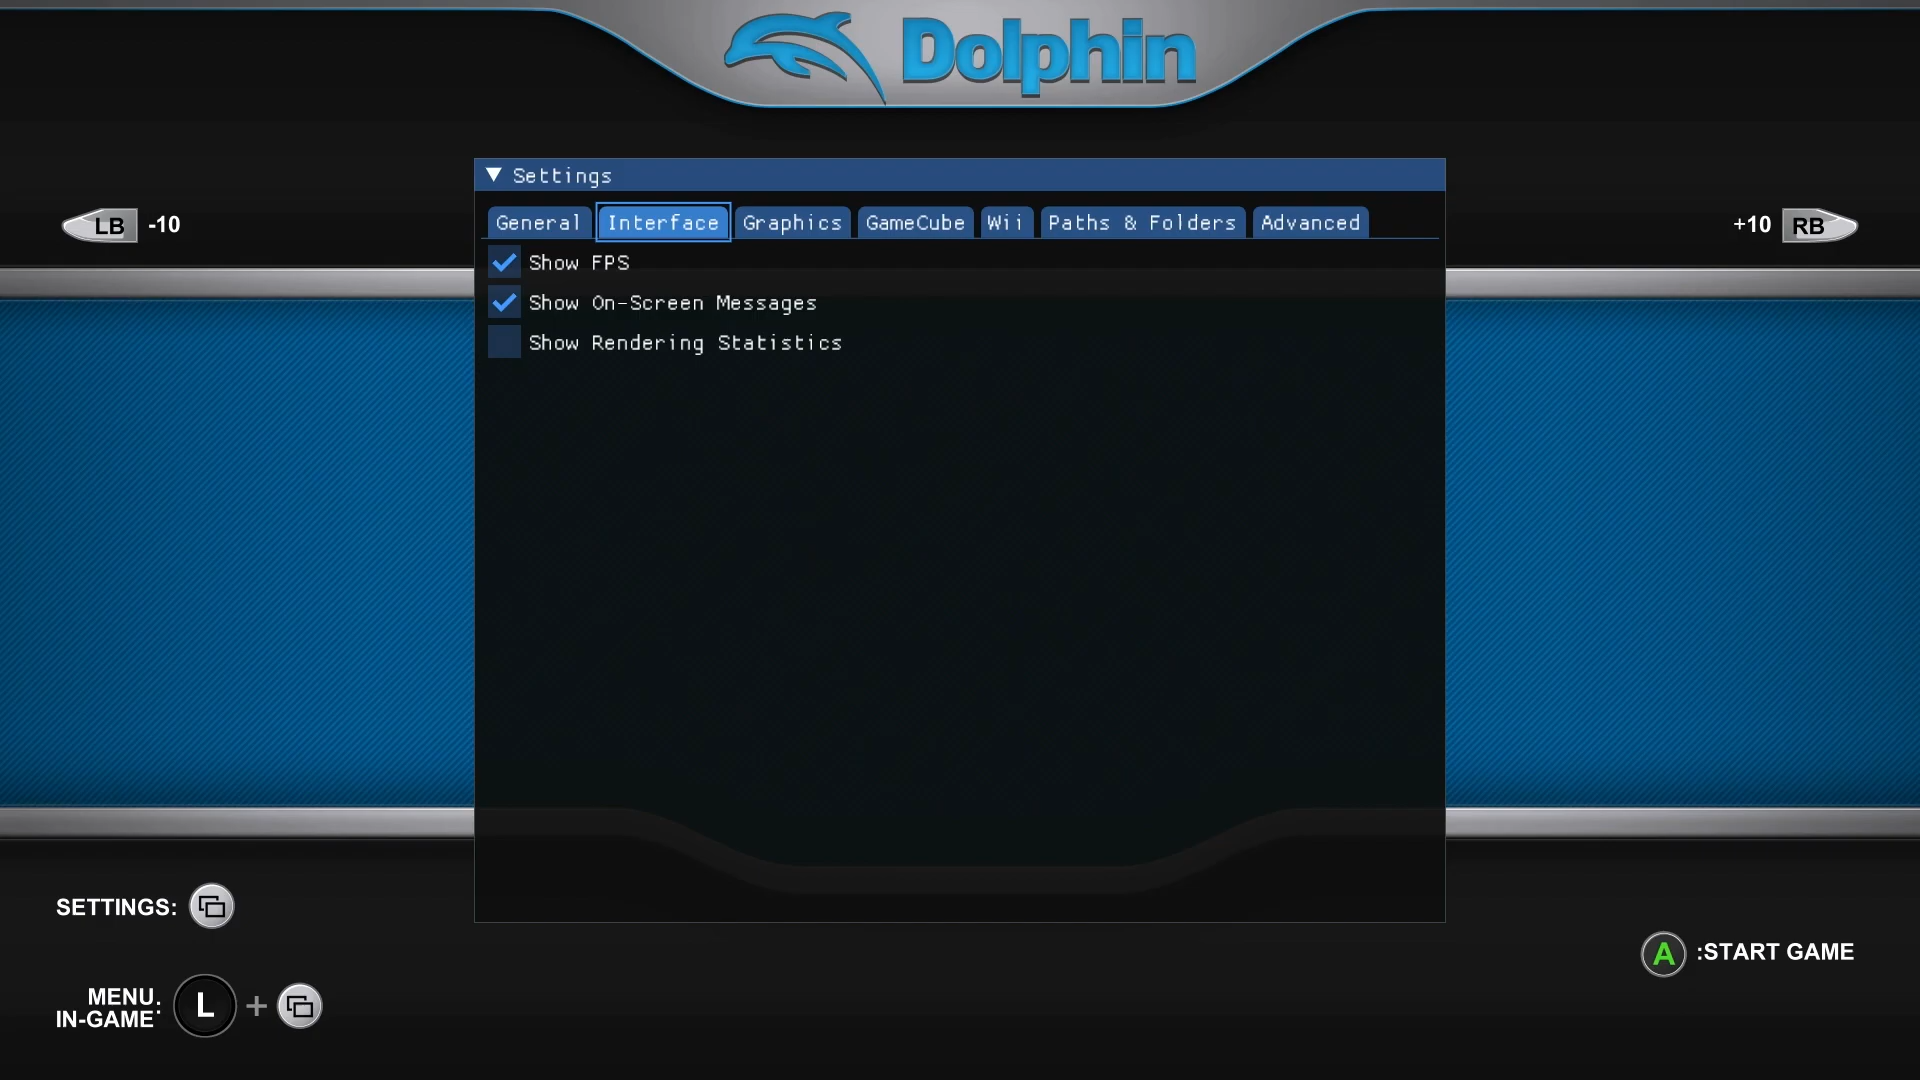 Dolphin
Settings
LB -10
+10 RB
General Interface Graphics GameCube Wii Paths & Folders Advanced
Show FPS
Show On-Screen Messages
Show Rendering Statistics
SETTINGS:
A :START GAME
MENU
IN-GAME: L +